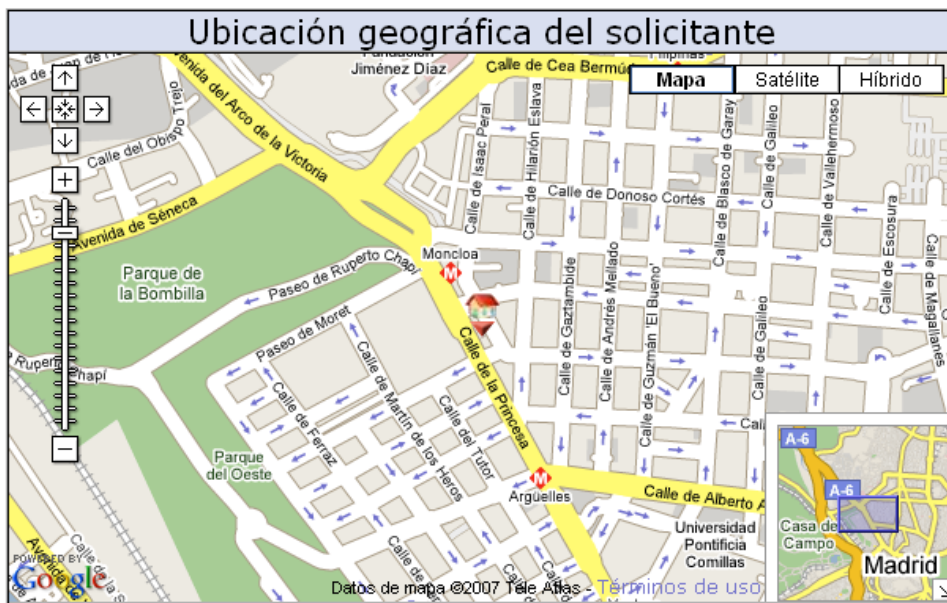 Ubicación geográfica del solicitante
Jiménez Díaz
Calle de Cea Bermú
Filipinas
Mapa
Satélite
Híbrido
Avenida del Arco de la Victoria
Calle del Obispo Trejo
Calle de Isaac Peral
Calle de Hilarión Eslava
Calle de Blasco de Garay
Calle de Galileo
Calle de Vallehermoso
Calle de Donoso Cortés
Avenida de Séneca
Calle de Escosura
Calle de Magallanes
Moncloa
M
Parque de
la Bombilla
Paseo de Ruperto Chapí
Paseo de Moret
Calle de Gaztambide
Calle de Andrés Mellado
Calle de Guzmán 'El Bueno'
Calle de Galileo
Chapí
Calle de la Princesa
Calle de Martín de los Heros
Calle de Ferraz
Calle del Tutor
Parque
del Oeste
M
Argüelles
Calle de Alberto A
Universidad
Pontificia
Comillas
A-6
A-6
Casa de
Campo
Madrid
POWERED BY
Google
Datos de mapa ©2007 Tele Atlas - Términos de uso